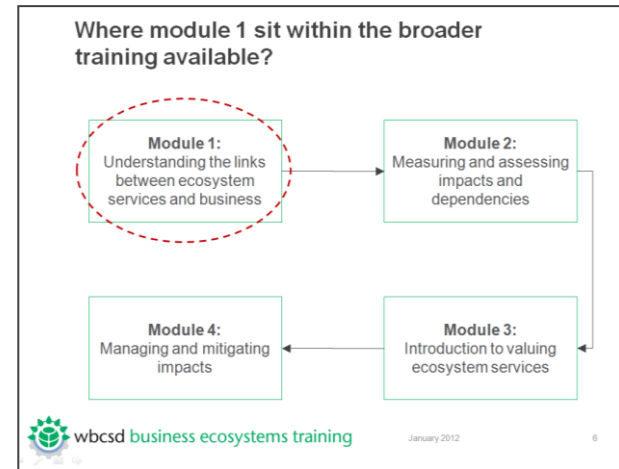 Where module 1 sit within the broader
training available?
Module 1:
Understanding the links
between ecosystem
services and business
Module 2:
Measuring and assessing
impacts and
dependencies
Module 3:
Introduction to valuing
ecosystem services
Module 4:
Managing and mitigating
impacts
wbcsd business ecosystems training
January 2012
6